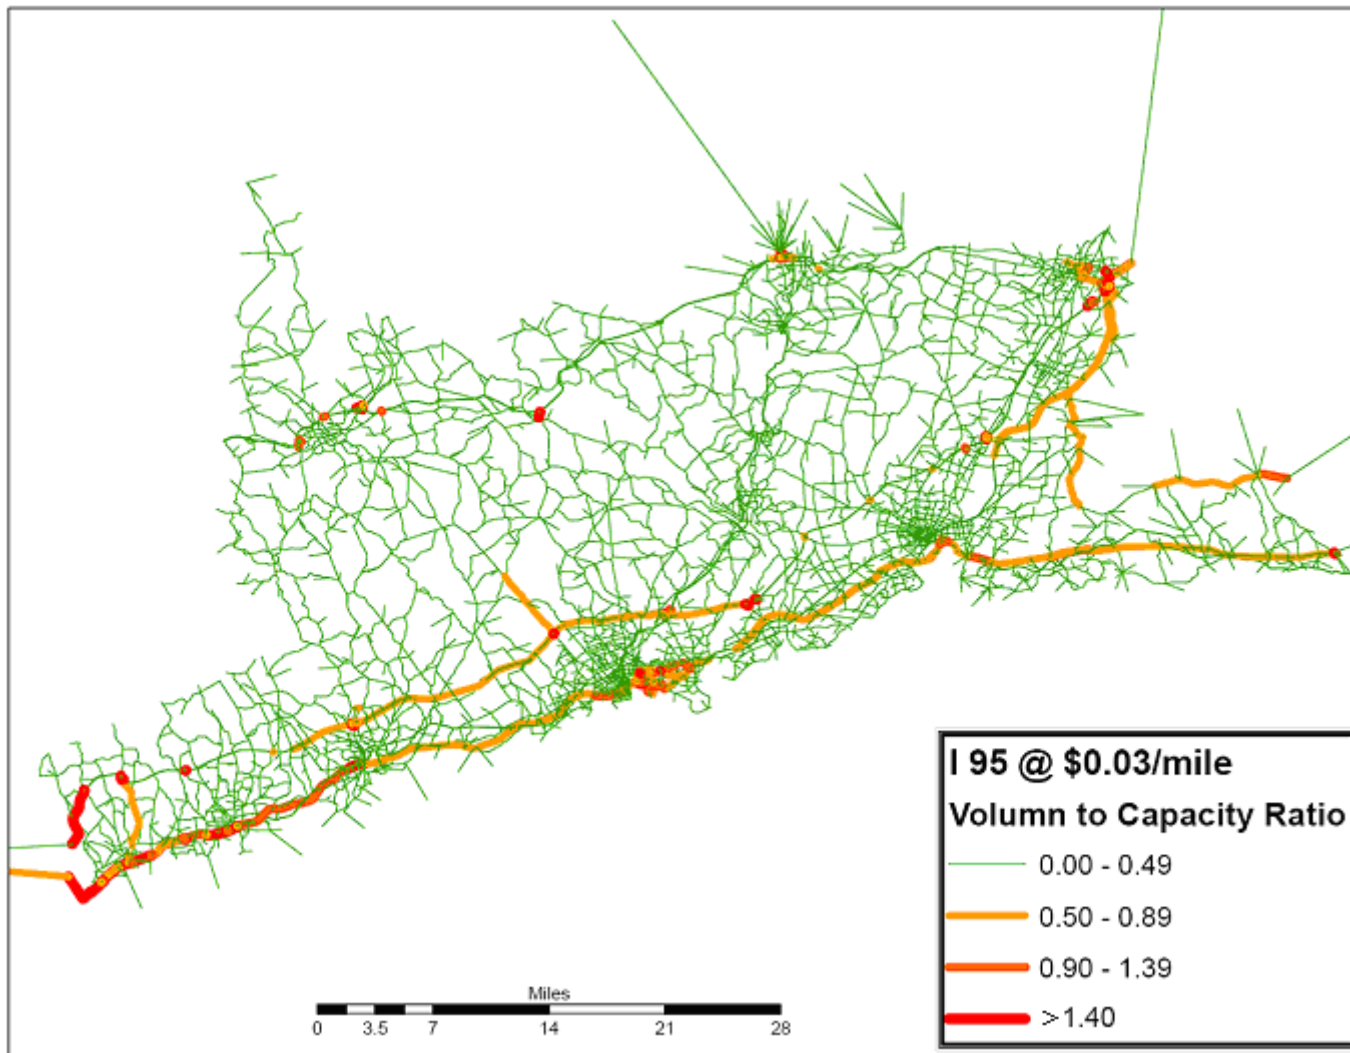 I 95 @ $0.03/mile
Volumn to Capacity Ratio
0.00 - 0.49
0.50 - 0.89
0.90 - 1.39
>1.40
Miles
0 3.5 7 14 21 28